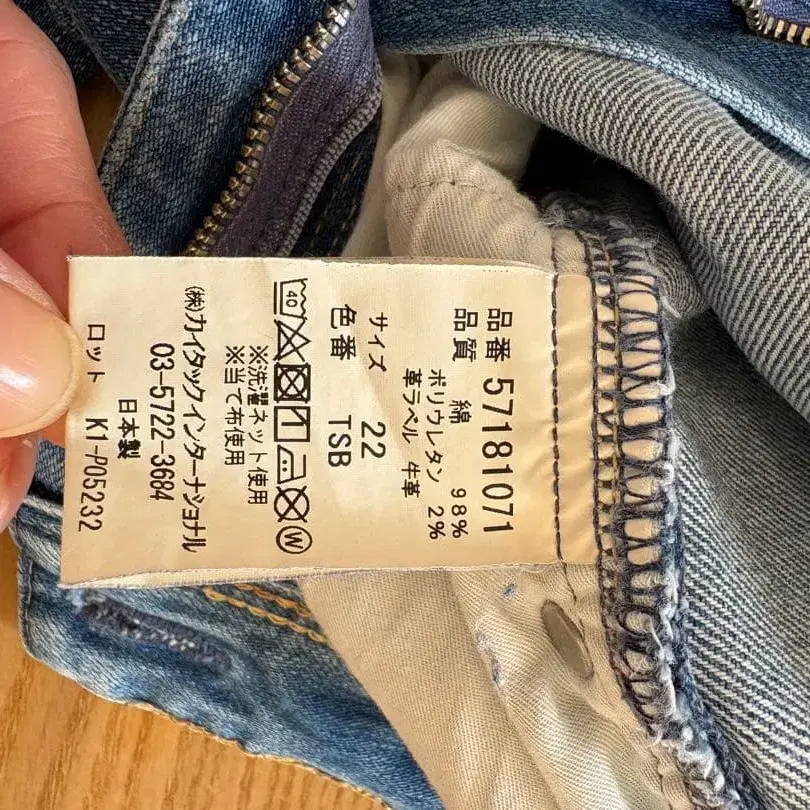 品番 57181071
品質 綿 98%
ポリウレタン 2%
革ラベル 牛革
サイズ 22
色番 TSB
40
W
※洗濯ネット使用
※当て布使用
㈱カイタックインターナショナル
03-5722-3684
日本製
ロット K1-P05232